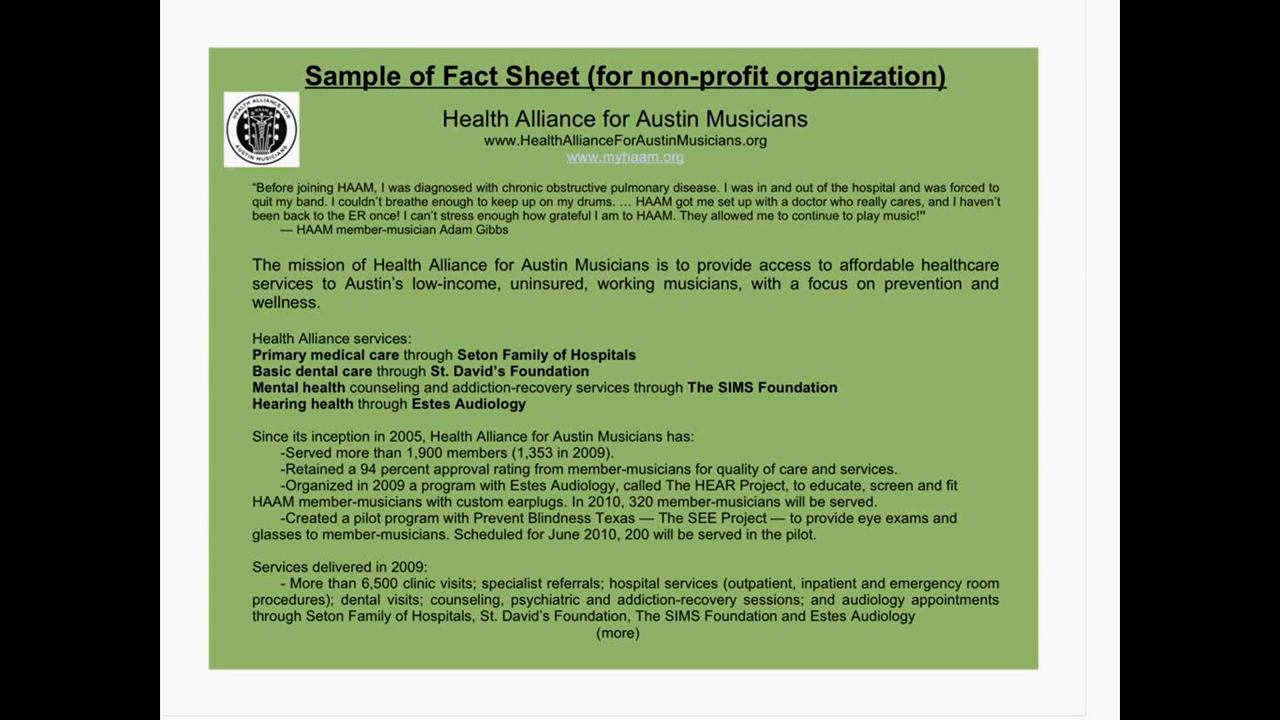 Sample of Fact Sheet (for non-profit organization)
HEALTH ALLIANCE FOR
HAAM
AUSTIN MUSICIANS
Health Alliance for Austin Musicians
www.HealthAllianceForAustinMusicians.org
www.myhaam.org
“Before joining HAAM, I was diagnosed with chronic obstructive pulmonary disease. I was in and out of the hospital and was forced to
quit my band. I couldn’t breathe enough to keep up on my drums. … HAAM got me set up with a doctor who really cares, and I haven’t
been back to the ER once! I can’t stress enough how grateful I am to HAAM. They allowed me to continue to play music!”
— HAAM member-musician Adam Gibbs
The mission of Health Alliance for Austin Musicians is to provide access to affordable healthcare
services to Austin’s low-income, uninsured, working musicians, with a focus on prevention and
wellness.
Health Alliance services:
Primary medical care through Seton Family of Hospitals
Basic dental care through St. David’s Foundation
Mental health counseling and addiction-recovery services through The SIMS Foundation
Hearing health through Estes Audiology
Since its inception in 2005, Health Alliance for Austin Musicians has:
-Served more than 1,900 members (1,353 in 2009).
-Retained a 94 percent approval rating from member-musicians for quality of care and services.
-Organized in 2009 a program with Estes Audiology, called The HEAR Project, to educate, screen and fit
HAAM member-musicians with custom earplugs. In 2010, 320 member-musicians will be served.
-Created a pilot program with Prevent Blindness Texas — The SEE Project — to provide eye exams and
glasses to member-musicians. Scheduled for June 2010, 200 will be served in the pilot.
Services delivered in 2009:
- More than 6,500 clinic visits; specialist referrals; hospital services (outpatient, inpatient and emergency room
procedures); dental visits; counseling, psychiatric and addiction-recovery sessions; and audiology appointments
through Seton Family of Hospitals, St. David’s Foundation, The SIMS Foundation and Estes Audiology
(more)